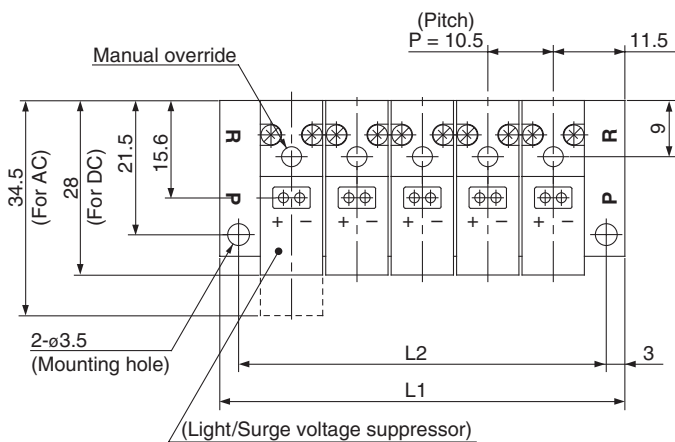 (Pitch)
P = 10.5
11.5
Manual override
34.5
(For AC)
28
(For DC)
21.5
15.6
R
R
9
P
P
+ − + − + − + − + −
2-ø3.5
(Mounting hole)
L2
3
L1
(Light/Surge voltage suppressor)